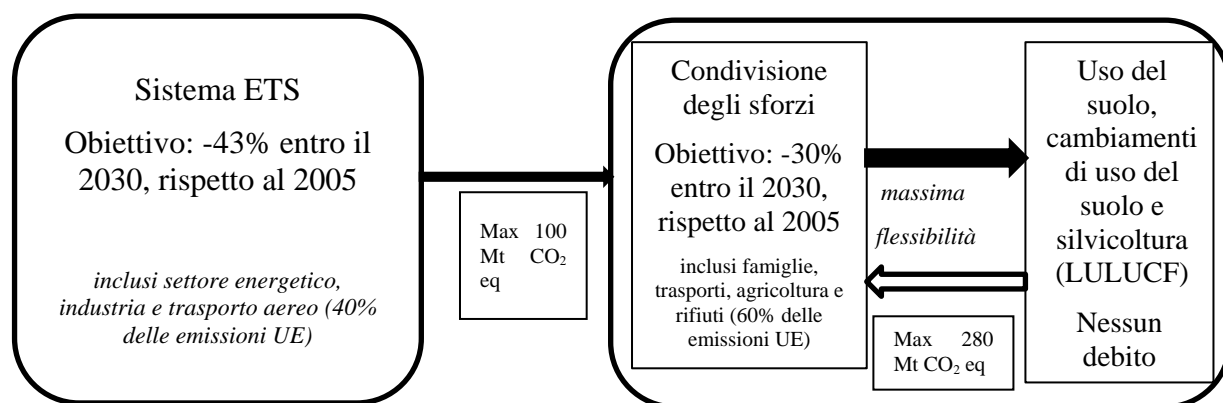 Sistema ETS
Obiettivo: -43% entro il
2030, rispetto al 2005
inclusi settore energetico,
industria e trasporto aereo (40%
delle emissioni UE)
Max 100
Mt CO₂
eq
Condivisione
degli sforzi
Obiettivo: -30%
entro il 2030,
rispetto al 2005
inclusi famiglie,
trasporti, agricoltura e
rifiuti (60% delle
emissioni UE)
massima
flessibilità
Max 280
Mt CO₂ eq
Uso del
suolo,
cambiamenti
di uso del
suolo e
silvicoltura
(LULUCF)
Nessun
debito